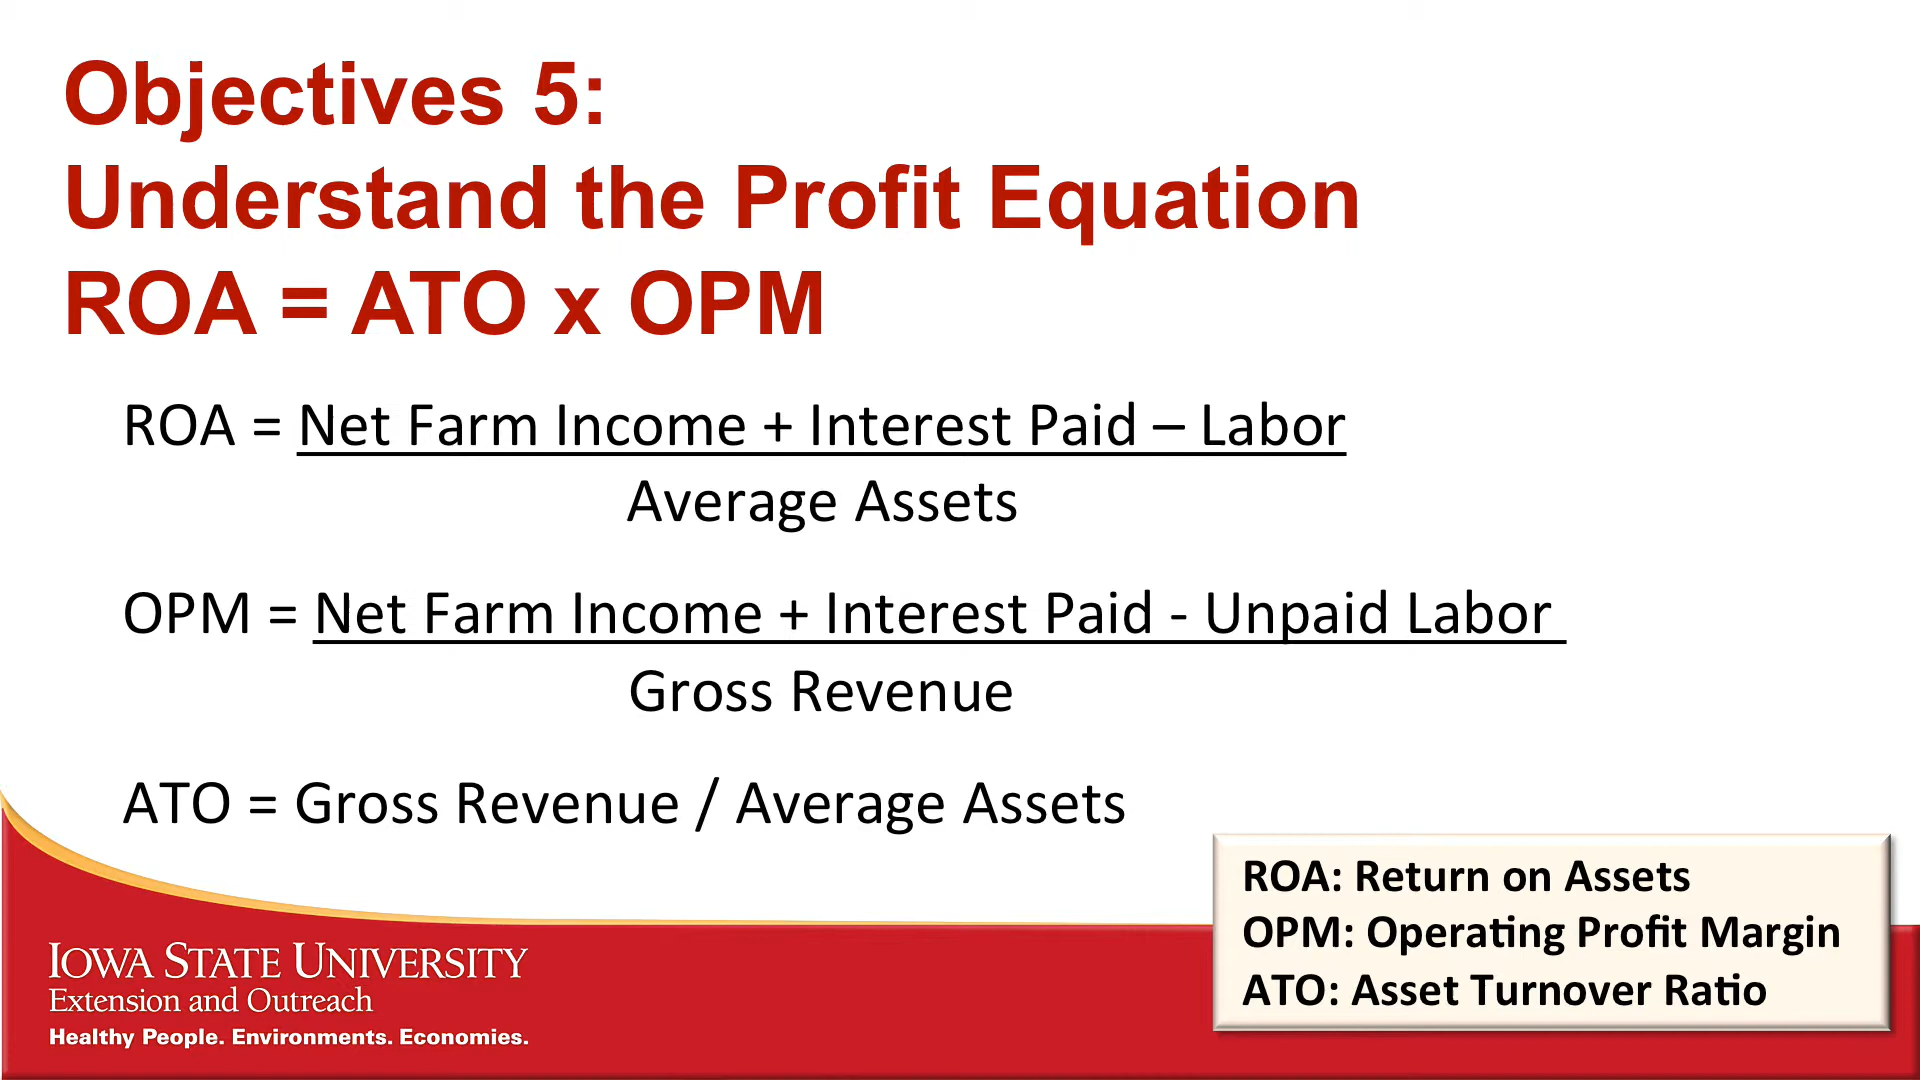 Objectives 5:
Understand the Profit Equation
ROA = ATO x OPM
ROA = Net Farm Income + Interest Paid – Labor
Average Assets
OPM = Net Farm Income + Interest Paid - Unpaid Labor
Gross Revenue
ATO = Gross Revenue / Average Assets
ROA: Return on Assets
OPM: Operating Profit Margin
ATO: Asset Turnover Ratio
IOWA STATE UNIVERSITY
Extension and Outreach
Healthy People. Environments. Economies.